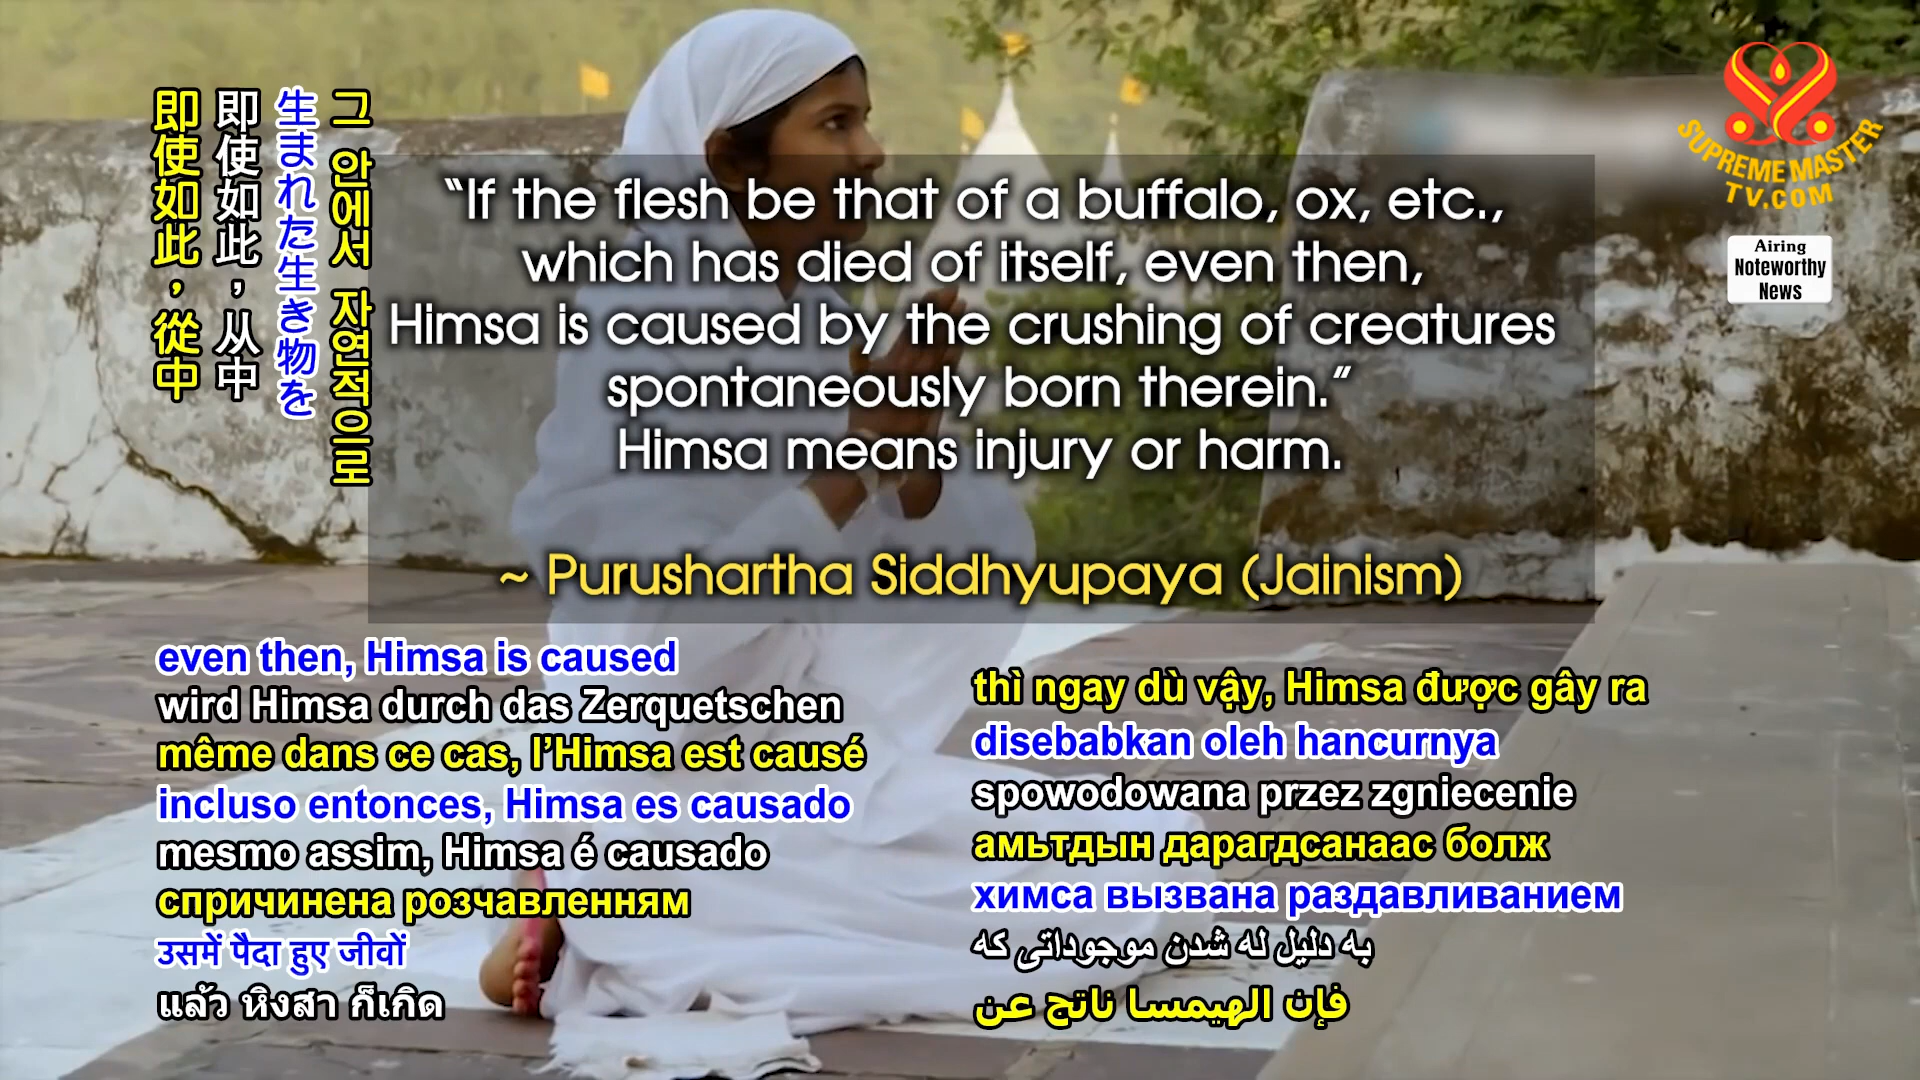 即使如此，從中
即使如此，从中
生まれた生き物を
그 안에서 자연적으로
“If the flesh be that of a buffalo, ox, etc.,
which has died of itself, even then,
Himsa is caused by the crushing of creatures
spontaneously born therein.”
Himsa means injury or harm.
~ Purushartha Siddhyupaya (Jainism)
SUPREME MASTER
TV.COM
Airing
Noteworthy
News
even then, Himsa is caused
wird Himsa durch das Zerquetschen
même dans ce cas, l’Himsa est causé
incluso entonces, Himsa es causado
mesmo assim, Himsa é causado
спричинена розчавленням
उसमें पैदा हुए जीवों
แล้ว หิงสา ก็เกิด
thì ngay dù vậy, Himsa được gây ra
disebabkan oleh hancurnya
spowodowana przez zgniecenie
амьтдын дарагдсанаас болж
химса вызвана раздавливанием
به دلیل له شدن موجوداتی که
فإن الهيمسا ناتج عن